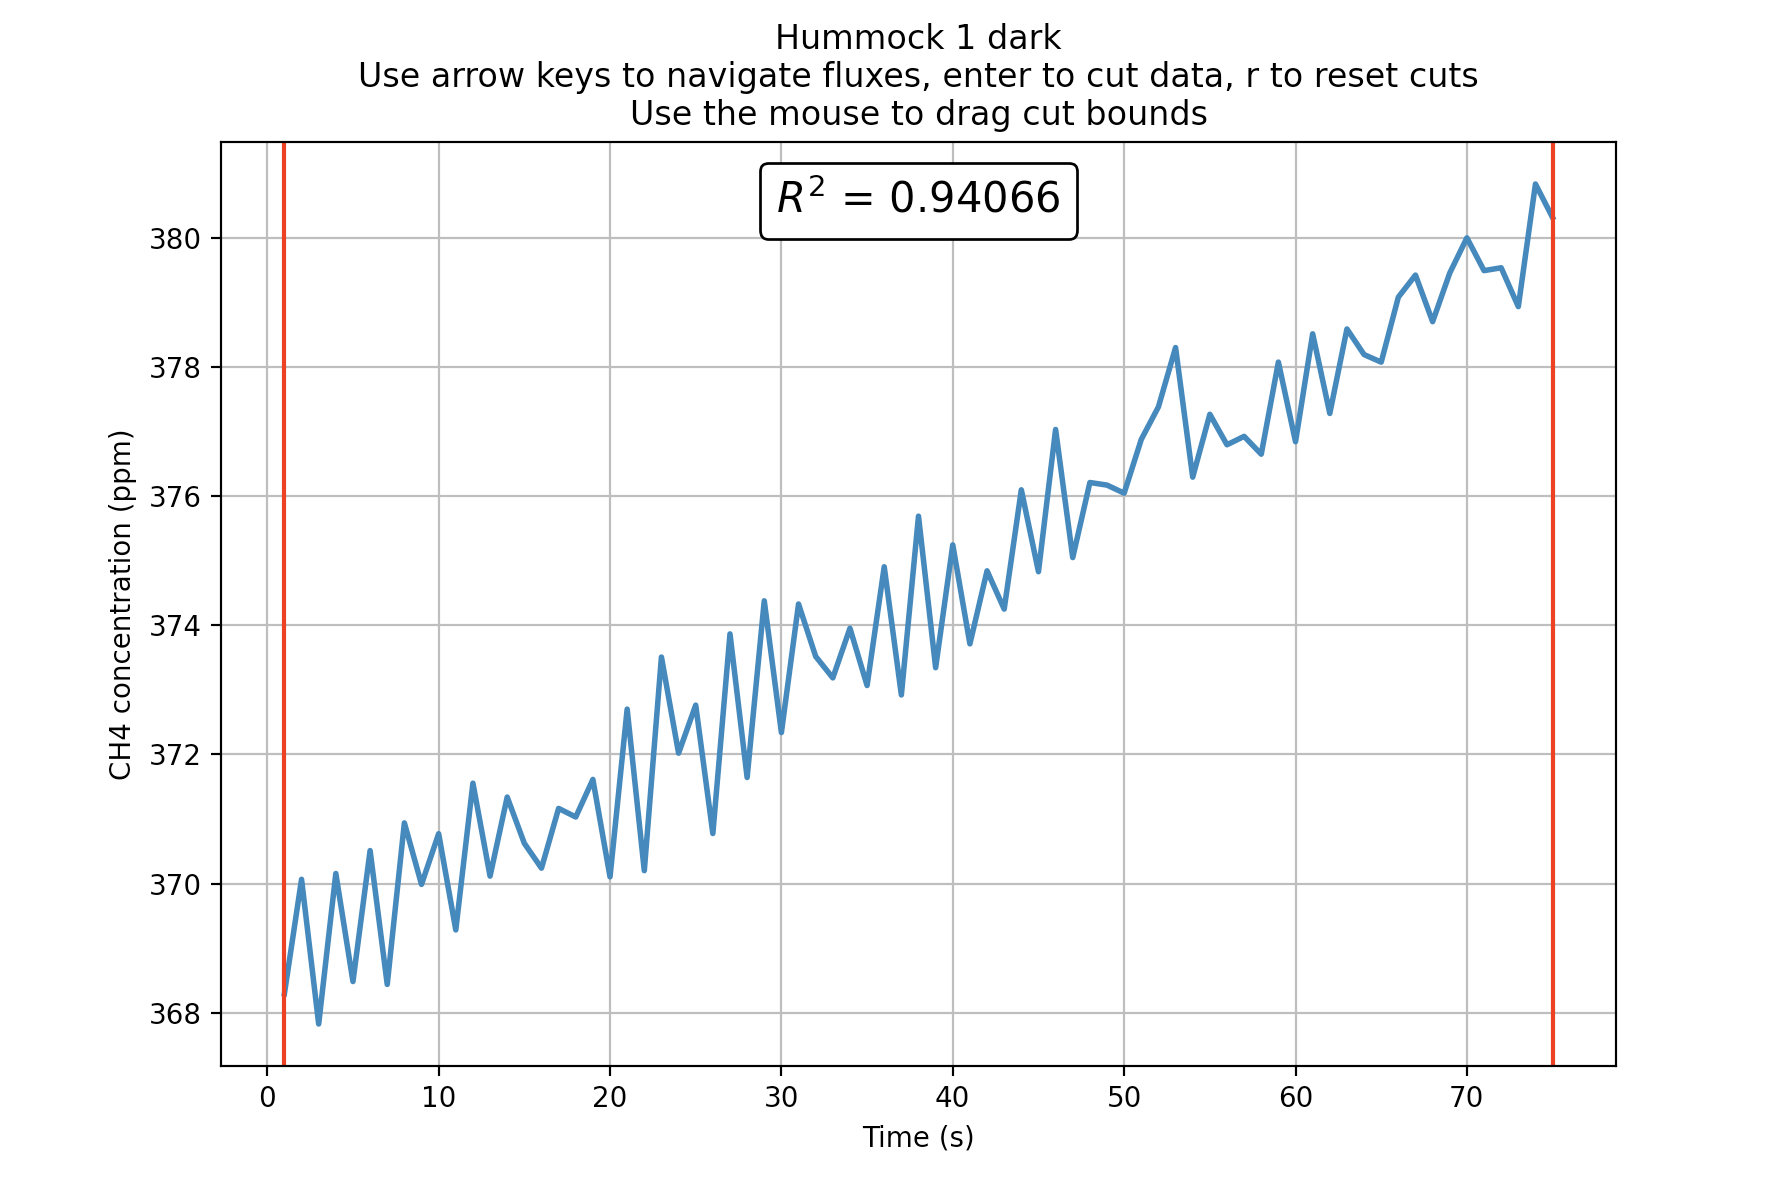 Hummock 1 dark
Use arrow keys to navigate fluxes, enter to cut data, r to reset cuts
Use the mouse to drag cut bounds
R² = 0.94066
CH4 concentration (ppm)
380
378
376
374
372
370
368
0 10 20 30 40 50 60 70
Time (s)